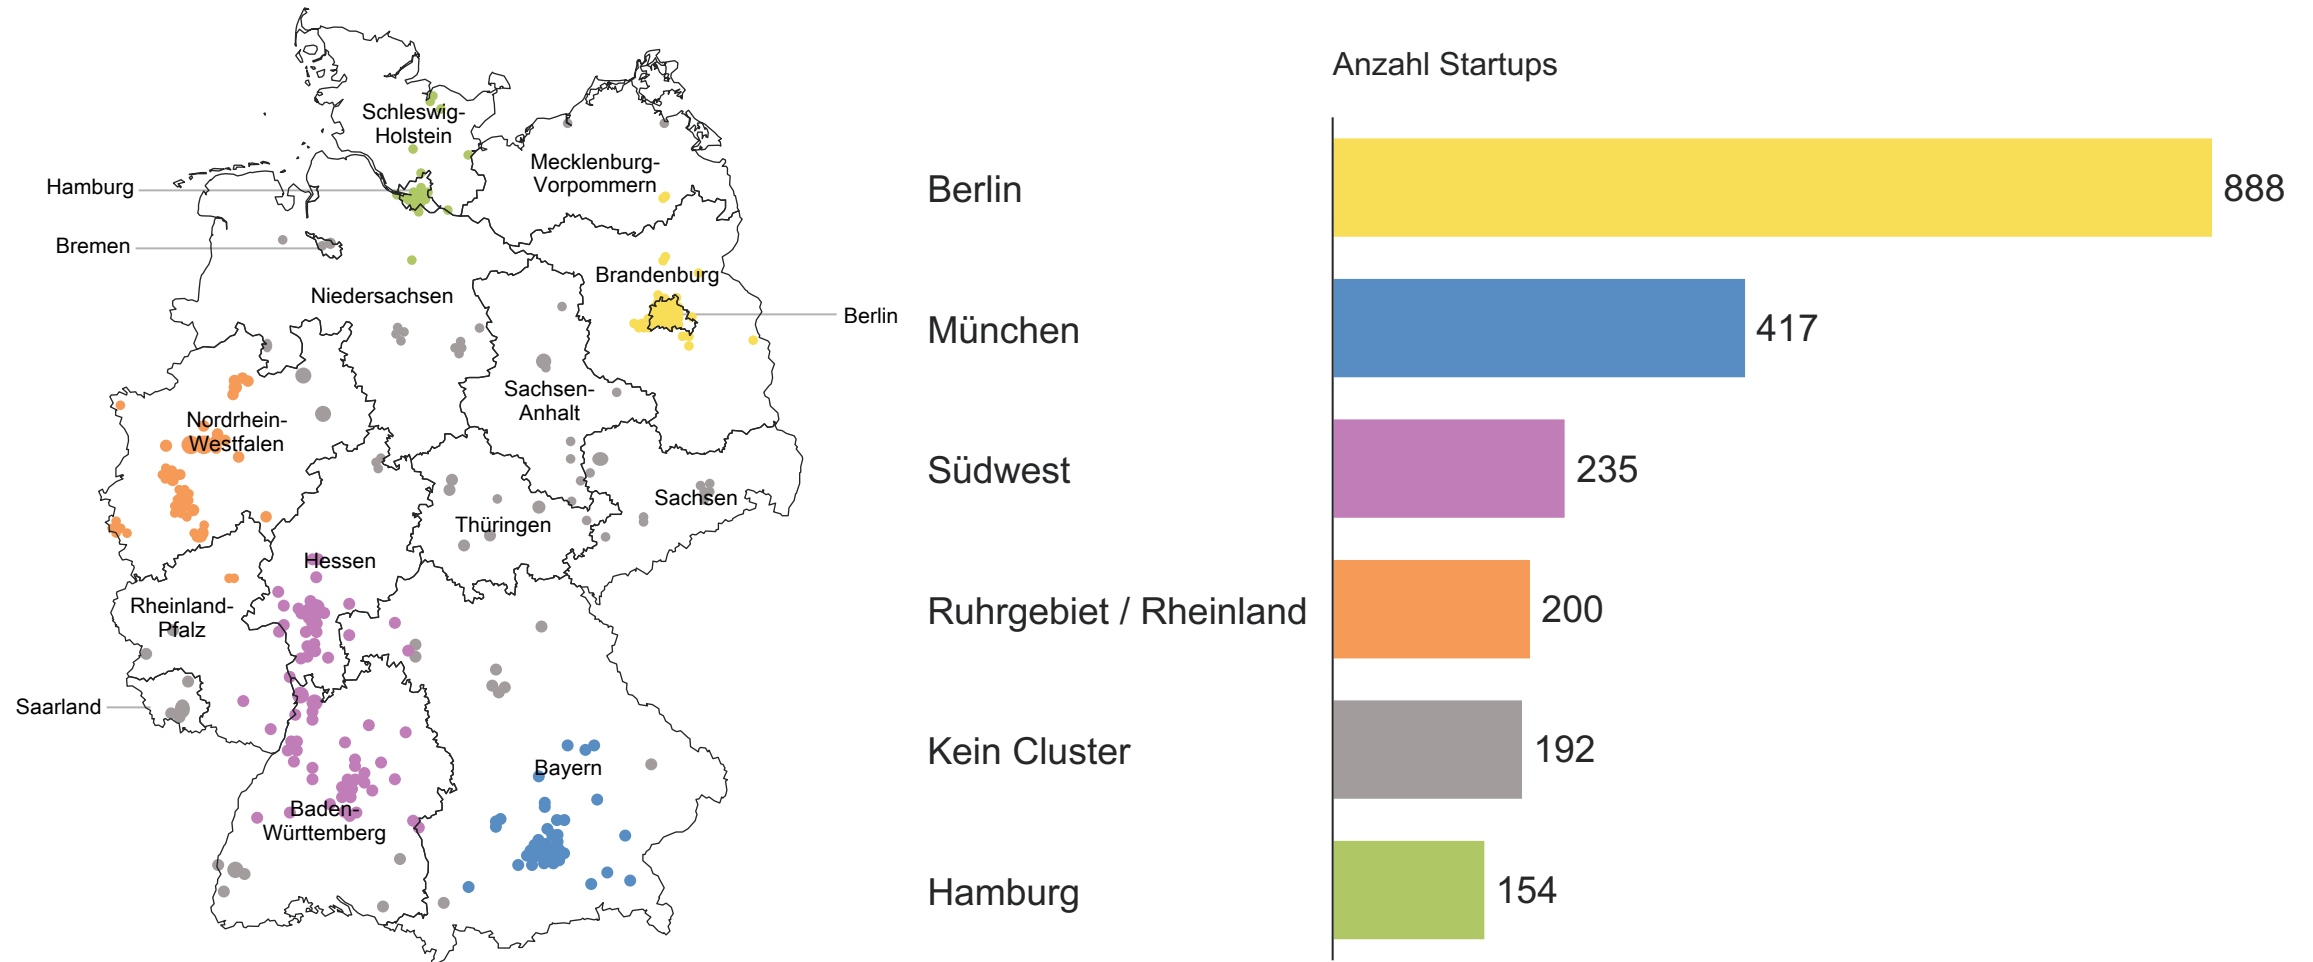 Schleswig-
Holstein
Mecklenburg-
Vorpommern
Hamburg
Bremen
Brandenburg
Niedersachsen
Berlin
Sachsen-
Anhalt
Nordrhein-
Westfalen
Sachsen
Thüringen
Hessen
Rheinland-
Pfalz
Saarland
Bayern
Baden-
Württemberg
Anzahl Startups
Berlin 888
München 417
Südwest 235
Ruhrgebiet / Rheinland 200
Kein Cluster 192
Hamburg 154